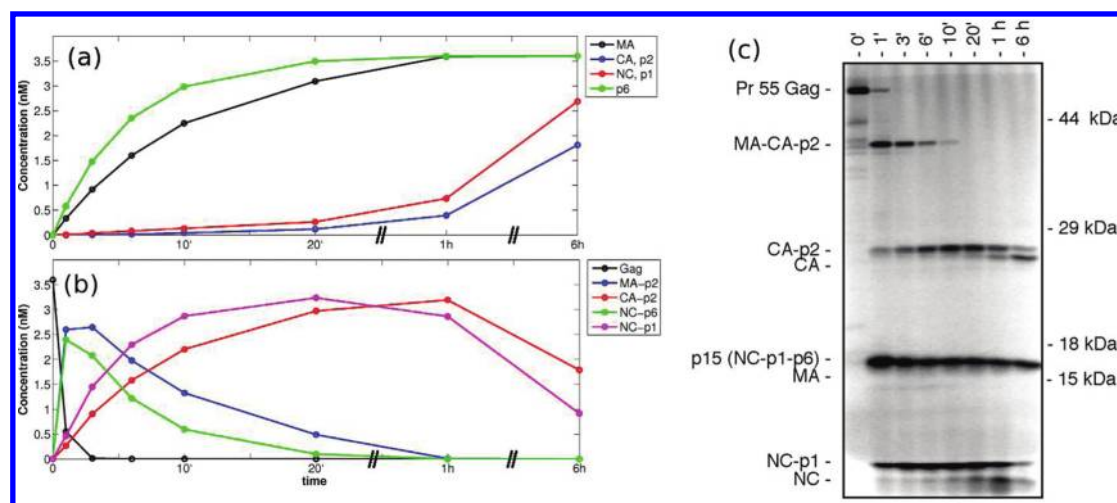 (a)
Concentration (nM)
3.5
3
2.5
2
1.5
1
0.5
0
0
10'
20'
1h
6h
MA
CA, p2
NC, p1
p6
(b)
Concentration [nM]
3.5
3
2.5
2
1.5
1
0.5
0
0
10'
20'
1h
6h
time
Gag
MA-p2
CA-p2
NC-p6
NC-p1
(c)
- 0'
- 1'
- 3'
- 6'
- 10'
- 20'
- 1 h
- 6 h
Pr 55 Gag -
MA-CA-p2 -
CA-p2 -
CA -
p15 (NC-p1-p6) -
MA -
NC-p1 -
NC -
- 44 kDa
- 29 kDa
- 18 kDa
- 15 kDa